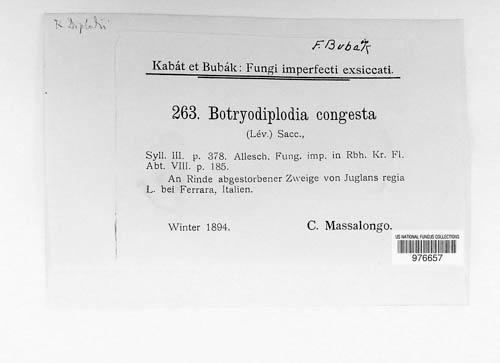 F. Bubák
Kabát et Bubák: Fungi imperfecti exsiccati.
263. Botryodiplodia congesta
(Lév.) Sacc.,
Syll. III. p. 378. Allesch. Fung. imp. in Rbh. Kr. Fl.
Abt. VIII. p. 185.
An Rinde abgestorbener Zweige von Juglans regia
L. bei Ferrara, Italien.
Winter 1894. C. Massalongo.
US NATIONAL FUNGUS COLLECTIONS
976657